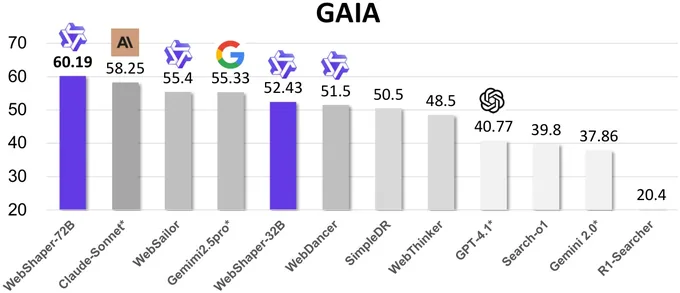 GAIA
70
60
50
40
30
20
60.19
58.25
55.4
55.33
52.43
51.5
50.5
48.5
40.77
39.8
37.86
20.4
WebShaper-72B
Claude-Sonnet*
WebSailor
Gemimi2.5pro*
WebShaper-32B
WebDancer
SimpleDR
WebThinker
GPT-4.1*
Search-o1
Gemini 2.0*
R1-Searcher